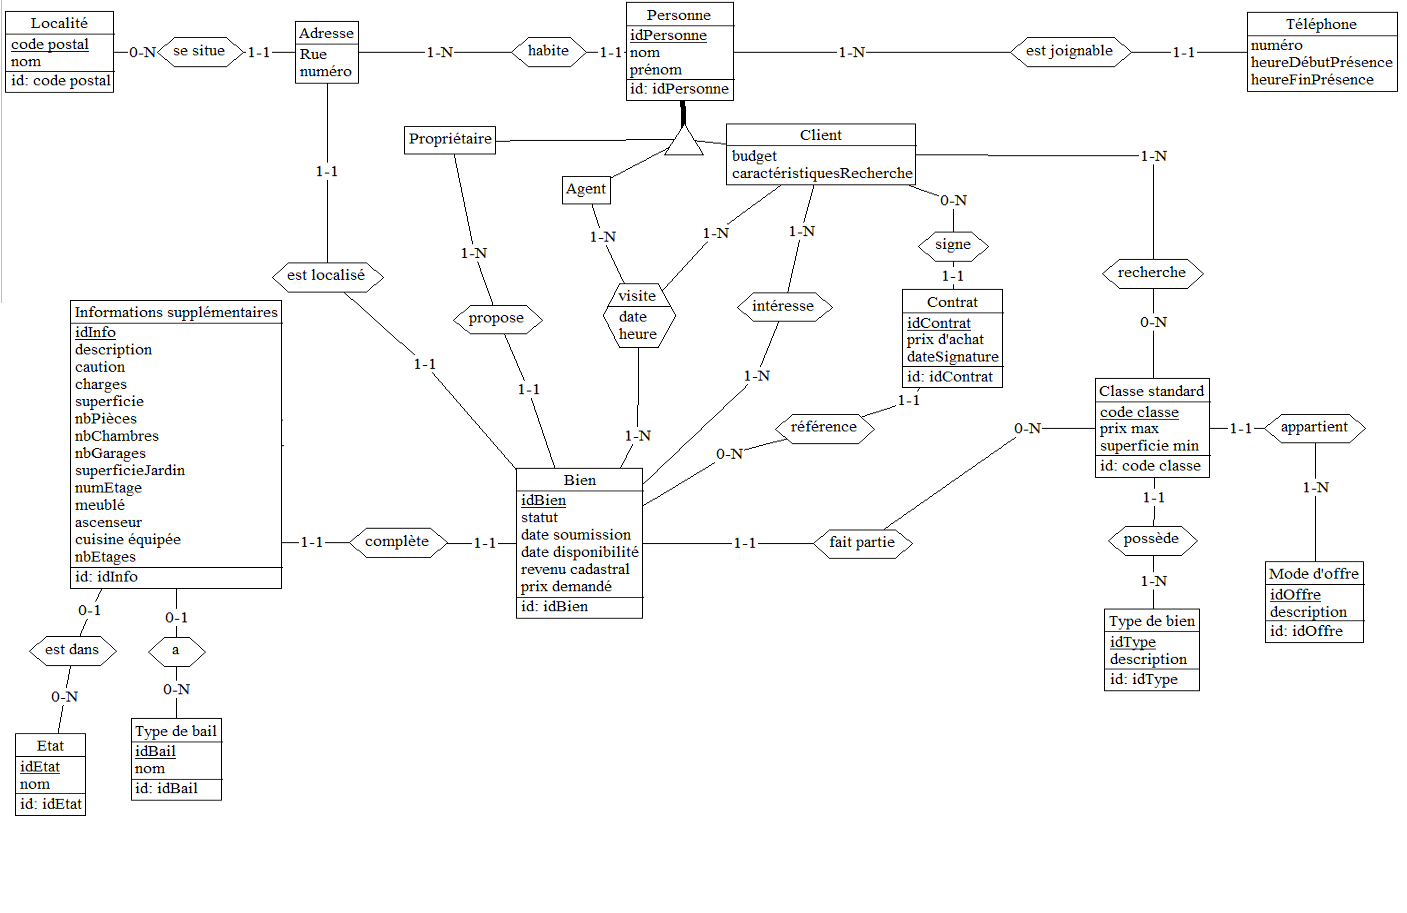 Localité
code postal
nom
id: code postal
0-N
se situe
1-1
Adresse
Rue
numéro
1-N
habite
1-1
Personne
idPersonne
nom
prénom
id: idPersonne
1-N
est joignable
1-1
Téléphone
numéro
heureDébutPrésence
heureFinPrésence
Propriétaire
Agent
Client
budget
caractéristiquesRecherche
1-1
est localisé
1-1
1-N
propose
1-1
1-N
1-N
visite
date
heure
1-N
1-N
intéresse
1-N
0-N
signe
1-1
Contrat
idContrat
prix d'achat
dateSignature
id: idContrat
1-1
référence
0-N
1-N
recherche
0-N
Informations supplémentaires
idInfo
description
caution
charges
superficie
nbPièces
nbChambres
nbGarages
superficieJardin
numEtage
meublé
ascenseur
cuisine équipée
nbEtages
id: idInfo
1-1
complète
1-1
Bien
idBien
statut
date soumission
date disponibilité
revenu cadastral
prix demandé
id: idBien
1-1
fait partie
0-N
Classe standard
code classe
prix max
superficie min
id: code classe
1-1
appartient
1-N
Mode d'offre
idOffre
description
id: idOffre
1-1
possède
1-N
Type de bien
idType
description
id: idType
0-1
est dans
0-N
Etat
idEtat
nom
id: idEtat
0-1
a
0-N
Type de bail
idBail
nom
id: idBail